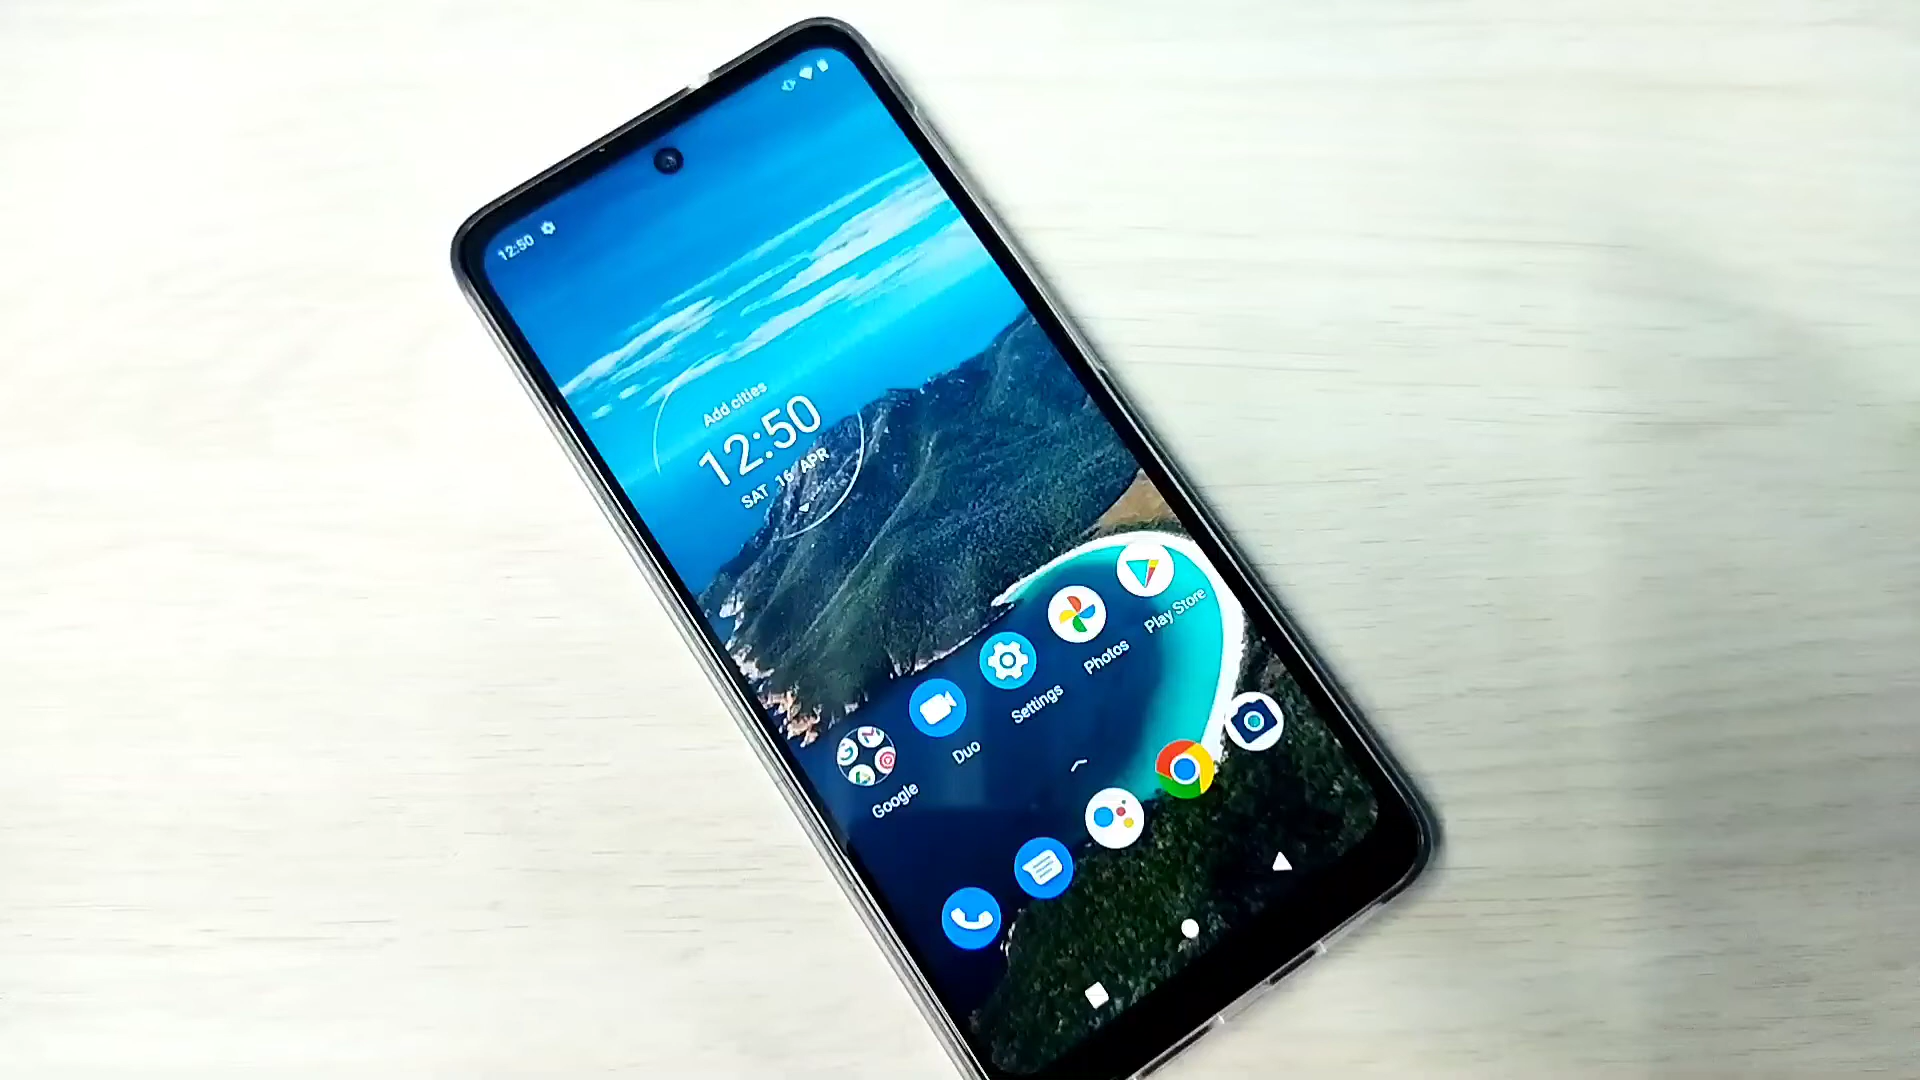 12:50
Add cities
12:50
SAT 16 APR
Google
Duo
Settings
Photos
Play Store